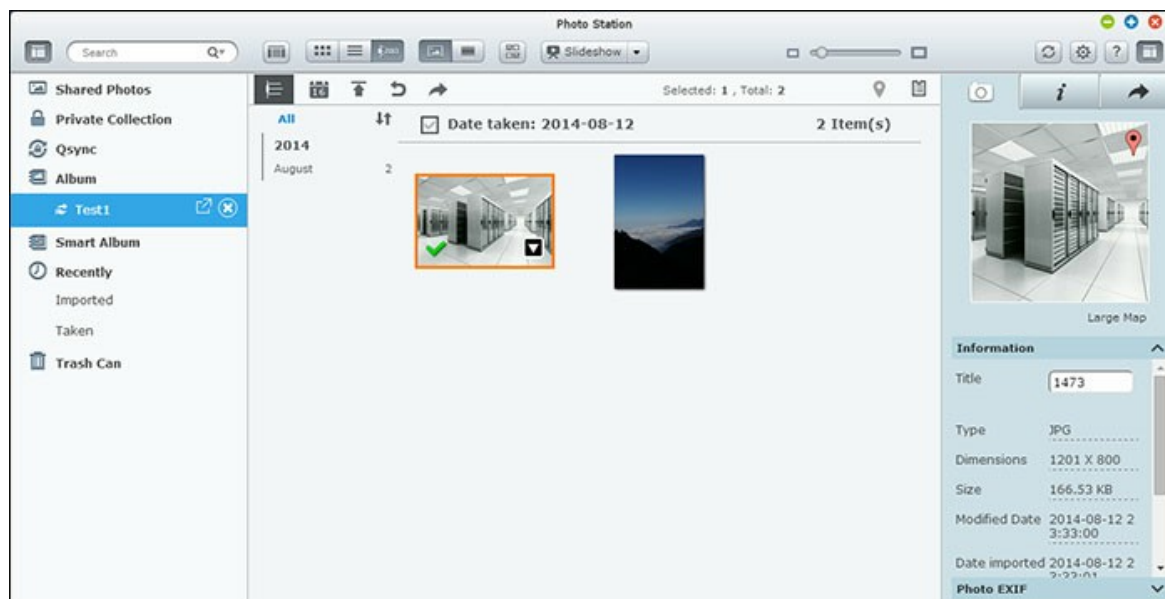 Photo Station
Search
Slideshow
Shared Photos
Private Collection
Qsync
Album
Test1
Smart Album
Recently
Imported
Taken
Trash Can
16
Selected: 1 , Total: 2
All
2014
August 2
Date taken: 2014-08-12 2 Item(s)
i
Large Map
Information
Title 1473
Type JPG
Dimensions 1201 X 800
Size 166.53 KB
Modified Date 2014-08-12 2
3:33:00
Date imported 2014-08-12 2
Photo EXIF